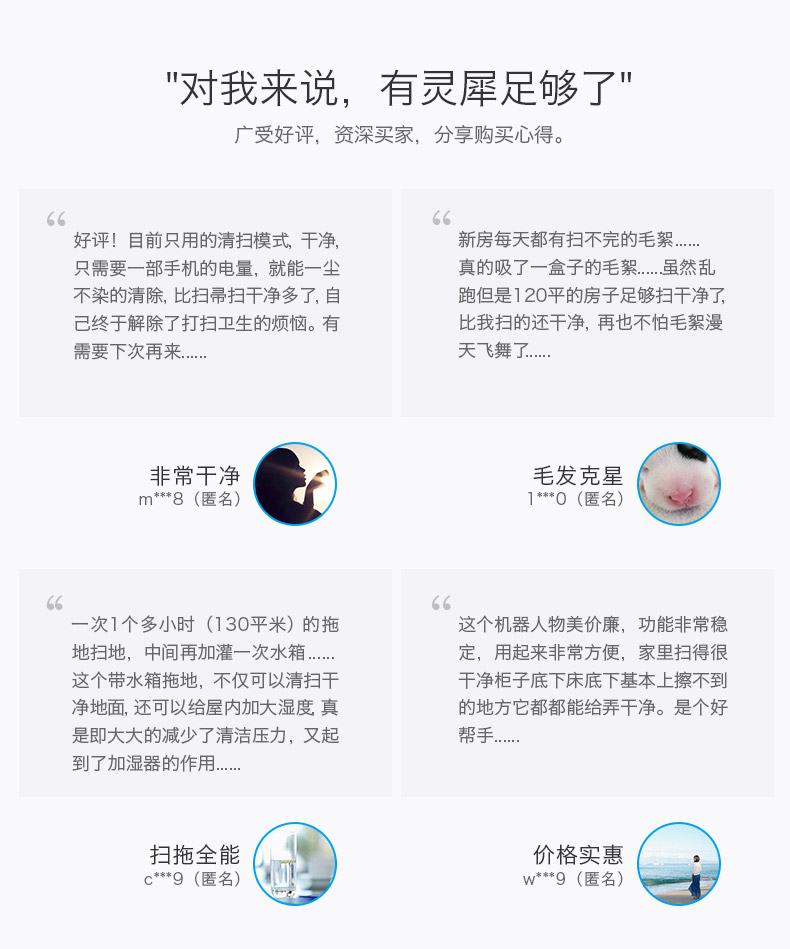 "对我来说，有灵犀足够了"
广受好评，资深买家，分享购买心得。
“
好评！目前只用的清扫模式, 干净,
只需要一部手机的电量，就能一尘
不染的清除, 比扫帚扫干净多了, 自
己终于解除了打扫卫生的烦恼。有
需要下次再来......
非常干净
m***8（匿名）
“
新房每天都有扫不完的毛絮......
真的吸了一盒子的毛絮......虽然乱
跑但是120平的房子足够扫干净了,
比我扫的还干净, 再也不怕毛絮漫
天飞舞了......
毛发克星
1***0（匿名）
“
一次1个多小时（130平米）的拖
地扫地，中间再加灌一次水箱......
这个带水箱拖地，不仅可以清扫干
净地面, 还可以给屋内加大湿度, 真
是即大大的减少了清洁压力，又起
到了加湿器的作用......
扫拖全能
c***9（匿名）
“
这个机器人物美价廉，功能非常稳
定，用起来非常方便，家里扫得很
干净柜子底下床底下基本上擦不到
的地方它都都能给弄干净。是个好
帮手......
价格实惠
w***9（匿名）